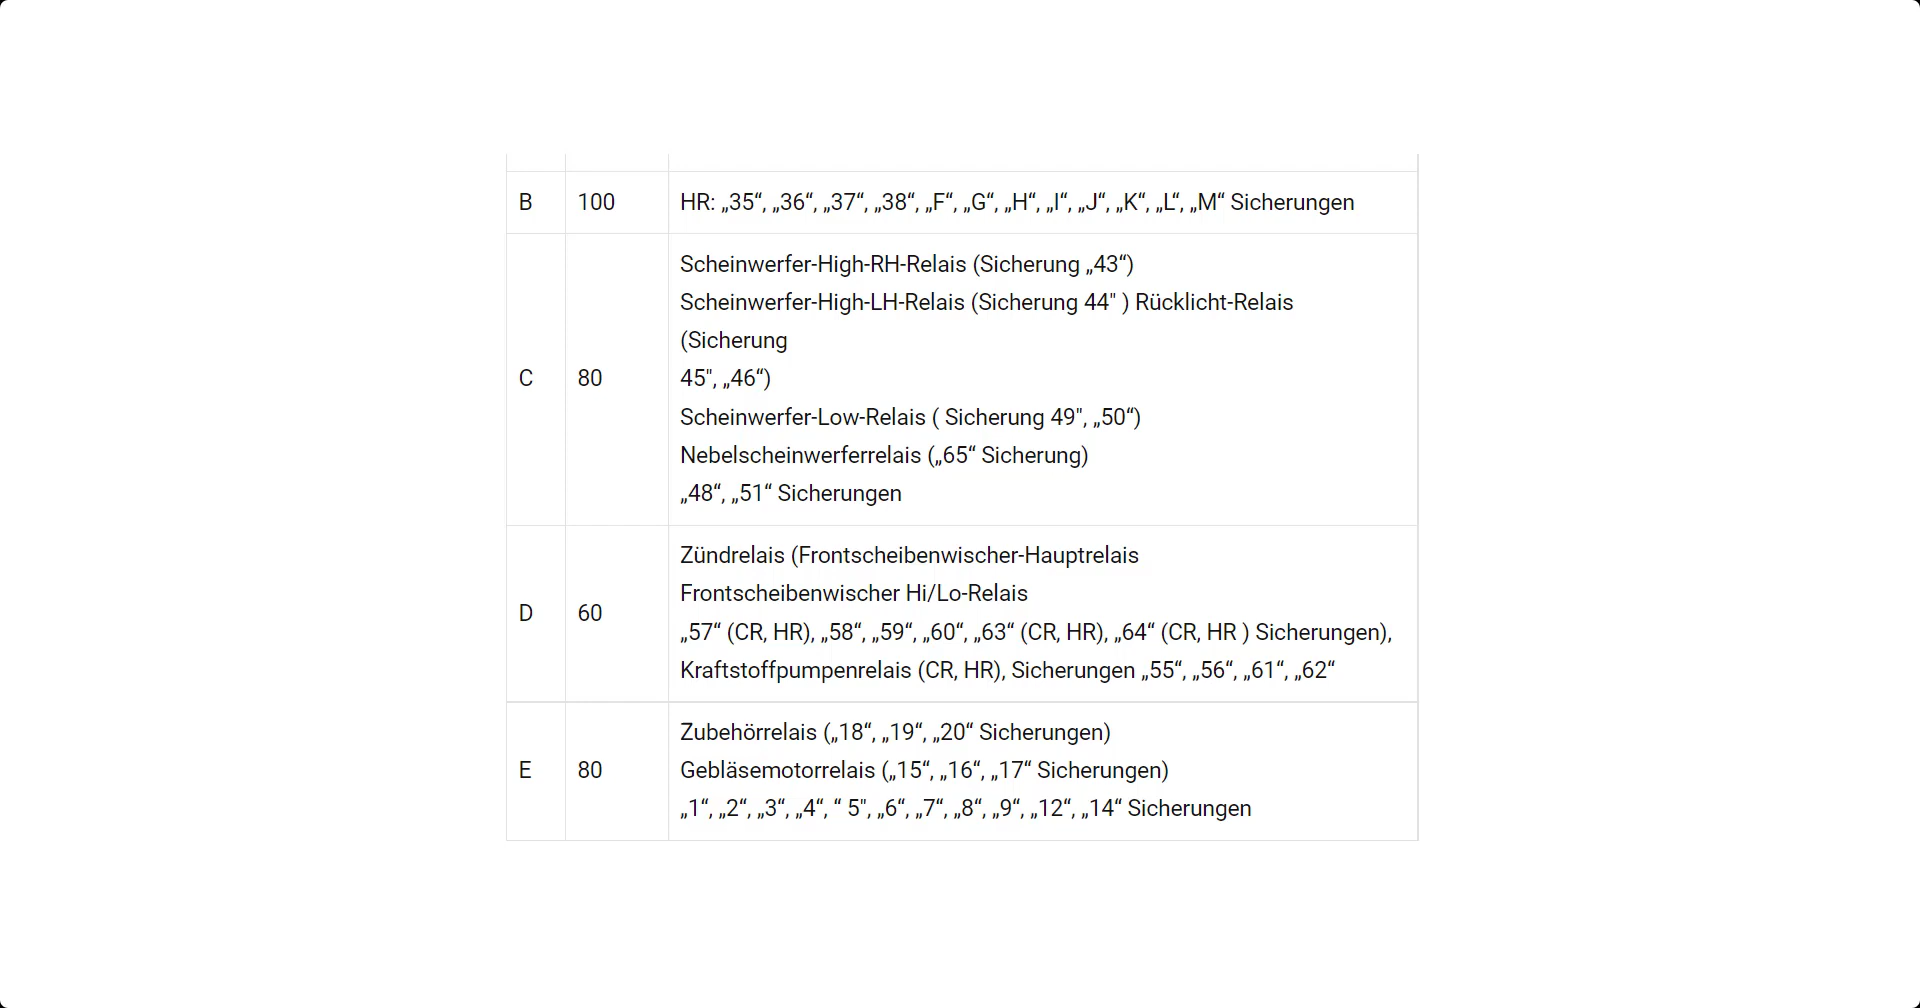 B 100 HR: „35“, „36“, „37“, „38“, „F“, „G“, „H“, „I“, „J“, „K“, „L“, „M“ Sicherungen
C 80
Scheinwerfer-High-RH-Relais (Sicherung „43“)
Scheinwerfer-High-LH-Relais (Sicherung 44" ) Rücklicht-Relais
(Sicherung
45", „46“)
Scheinwerfer-Low-Relais ( Sicherung 49", „50“)
Nebelscheinwerferrelais („65“ Sicherung)
„48“, „51“ Sicherungen
D 60
Zündrelais (Frontscheibenwischer-Hauptrelais
Frontscheibenwischer Hi/Lo-Relais
„57“ (CR, HR), „58“, „59“, „60“, „63“ (CR, HR), „64“ (CR, HR ) Sicherungen),
Kraftstoffpumpenrelais (CR, HR), Sicherungen „55“, „56“, „61“, „62“
E 80
Zubehörrelais („18“, „19“, „20“ Sicherungen)
Gebläsemotorrelais („15“, „16“, „17“ Sicherungen)
„1“, „2“, „3“, „4“, “ 5", „6“, „7“, „8“, „9“, „12“, „14“ Sicherungen